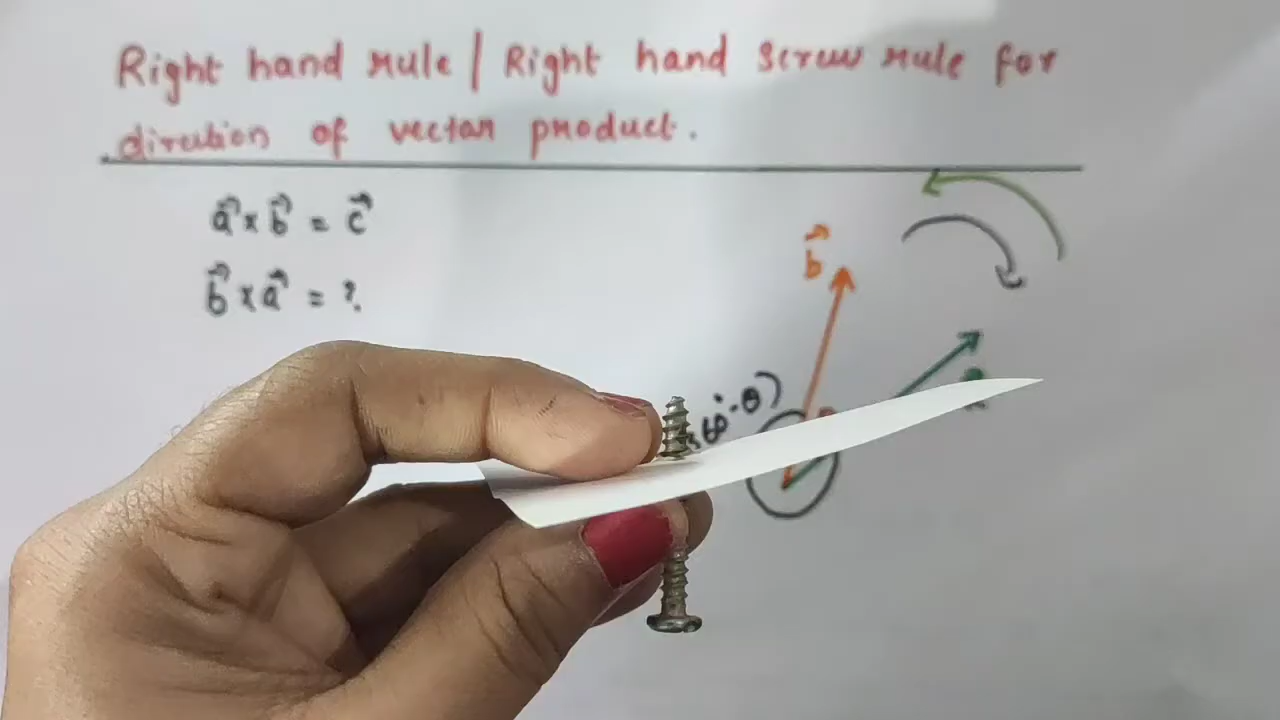 Right hand rule | Right hand screw rule for
direction of vector product.
a⃗ × b⃗ = c⃗
b⃗ × a⃗ = ?
b⃗